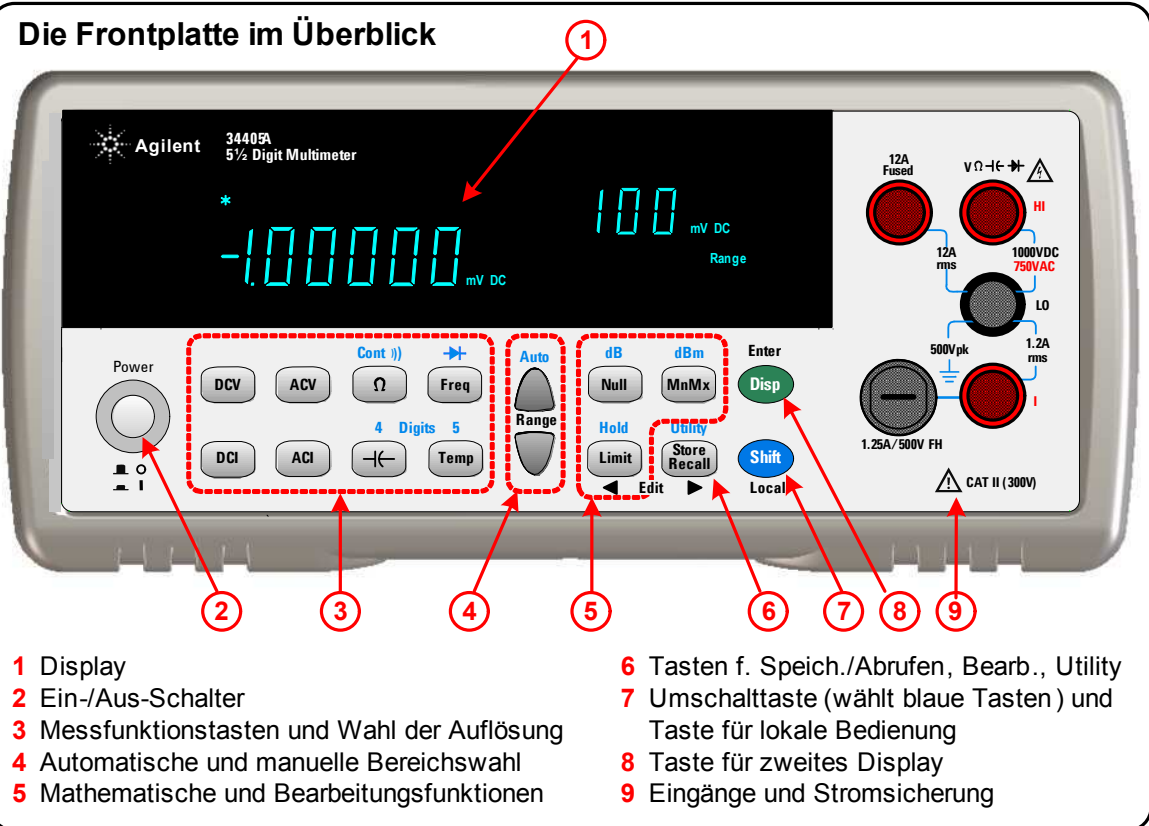 Die Frontplatte im Überblick
1
Agilent
34405A
5½ Digit Multimeter
*
-1.00000 mV DC
100 mV DC
Range
12A
Fused
V Ω
HI
12A
rms
1000VDC
750VAC
LO
500Vpk
1.2A
rms
I
1.25A/500V FH
CAT II (300V)
Power
O
I
Cont
DCV
ACV
Ω
Freq
4 Digits 5
DCI
ACI
Temp
Auto
Range
dB
dBm
Null
MnMx
Hold
Utility
Limit
Store
Recall
Edit
Enter
Disp
Shift
Local
2
3
4
5
6
7
8
9
1 Display
2 Ein-/Aus-Schalter
3 Messfunktionstasten und Wahl der Auflösung
4 Automatische und manuelle Bereichswahl
5 Mathematische und Bearbeitungsfunktionen
6 Tasten f. Speich./Abrufen, Bearb., Utility
7 Umschalttaste (wählt blaue Tasten) und
Taste für lokale Bedienung
8 Taste für zweites Display
9 Eingänge und Stromsicherung